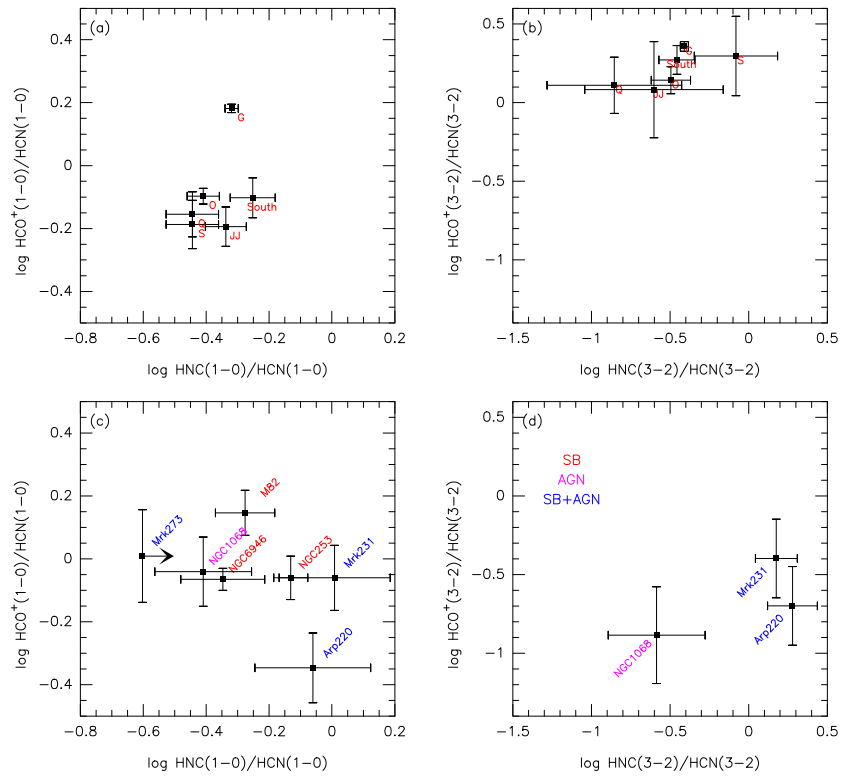 (a)
0.4
0.2
0
−0.2
−0.4
−0.8
−0.6
−0.4
−0.2
0
0.2
log HCO+(1−0)/HCN(1−0)
log HNC(1−0)/HCN(1−0)
G
O
South
Q
S
JJ
(b)
0.5
0
−0.5
−1
−1.5
−1
−0.5
0
0.5
log HCO+(3−2)/HCN(3−2)
log HNC(3−2)/HCN(3−2)
G
South
S
O
Q
JJ
(c)
0.4
0.2
0
−0.2
−0.4
−0.8
−0.6
−0.4
−0.2
0
0.2
log HCO+(1−0)/HCN(1−0)
log HNC(1−0)/HCN(1−0)
M82
Mrk273
NGC1068
NGC6946
NGC253
Mrk231
Arp220
(d)
0.5
0
−0.5
−1
−1.5
−1
−0.5
0
0.5
log HCO+(3−2)/HCN(3−2)
log HNC(3−2)/HCN(3−2)
SB
AGN
SB+AGN
Mrk231
Arp220
NGC1068